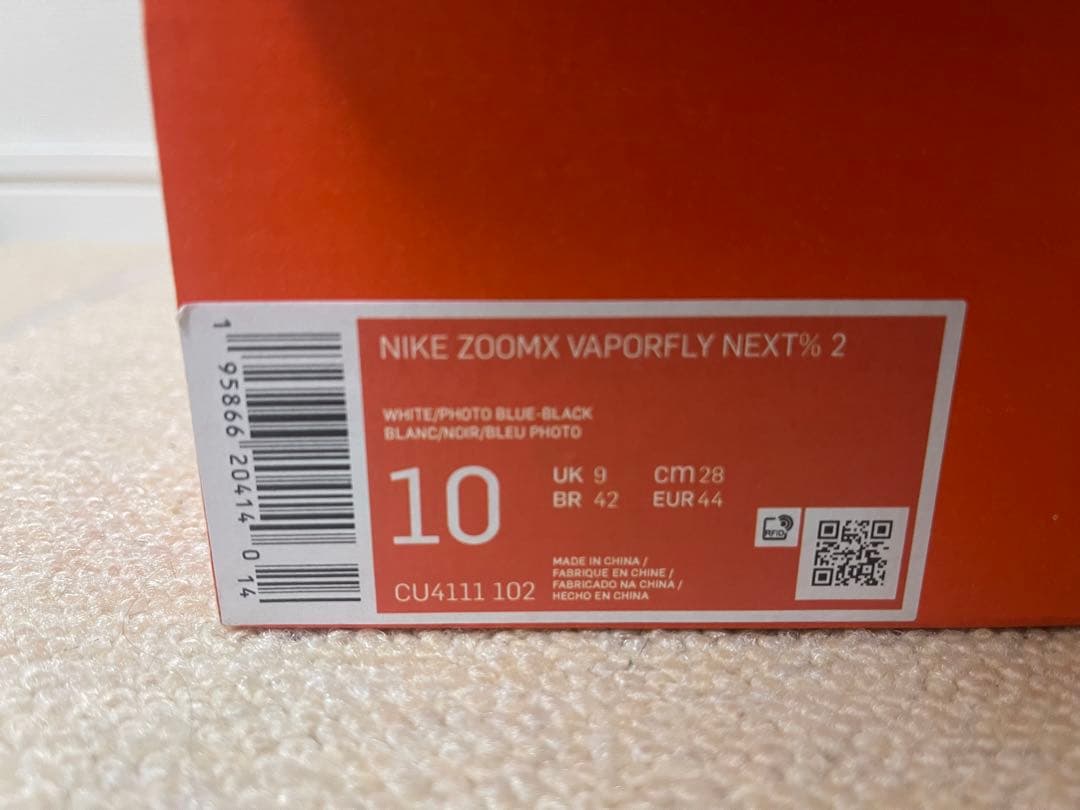 NIKE ZOOMX VAPORFLY NEXT% 2
WHITE/PHOTO BLUE-BLACK
BLANC/NOIR/BLEU PHOTO
10
UK 9 cm 28
BR 42 EUR 44
CU4111 102
MADE IN CHINA /
FABRIQUE EN CHINE /
FABRICADO NA CHINA /
HECHO EN CHINA
RFID
1 95866 20414 0 14